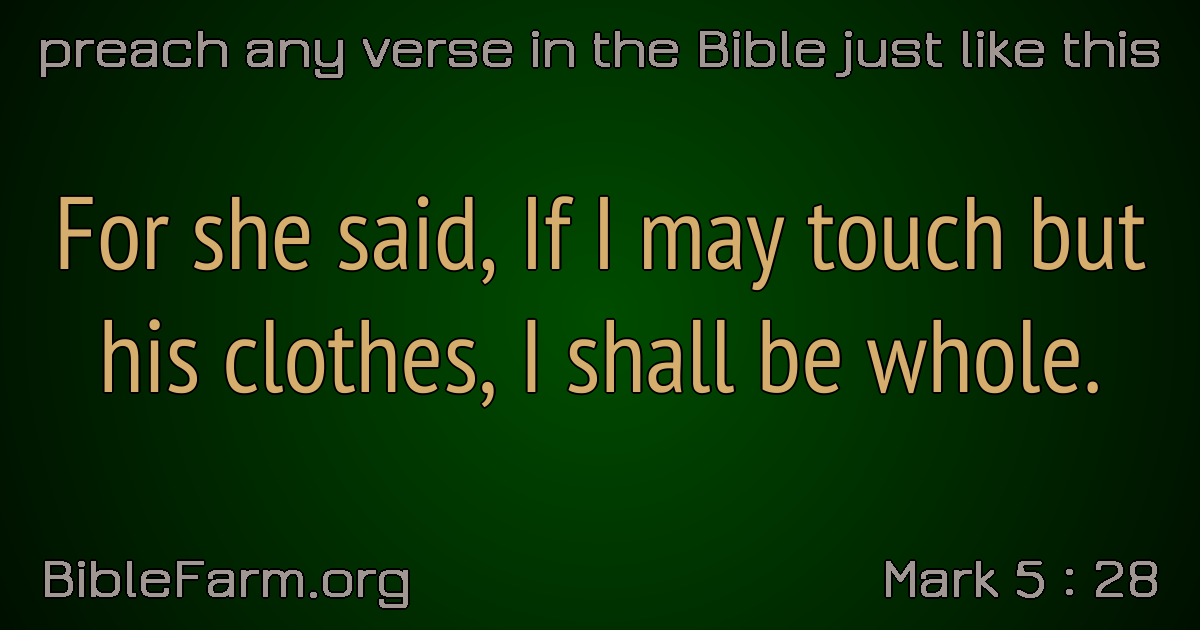 preach any verse in the Bible just like this
For she said, If I may touch but
his clothes, I shall be whole.
BibleFarm.org
Mark 5 : 28